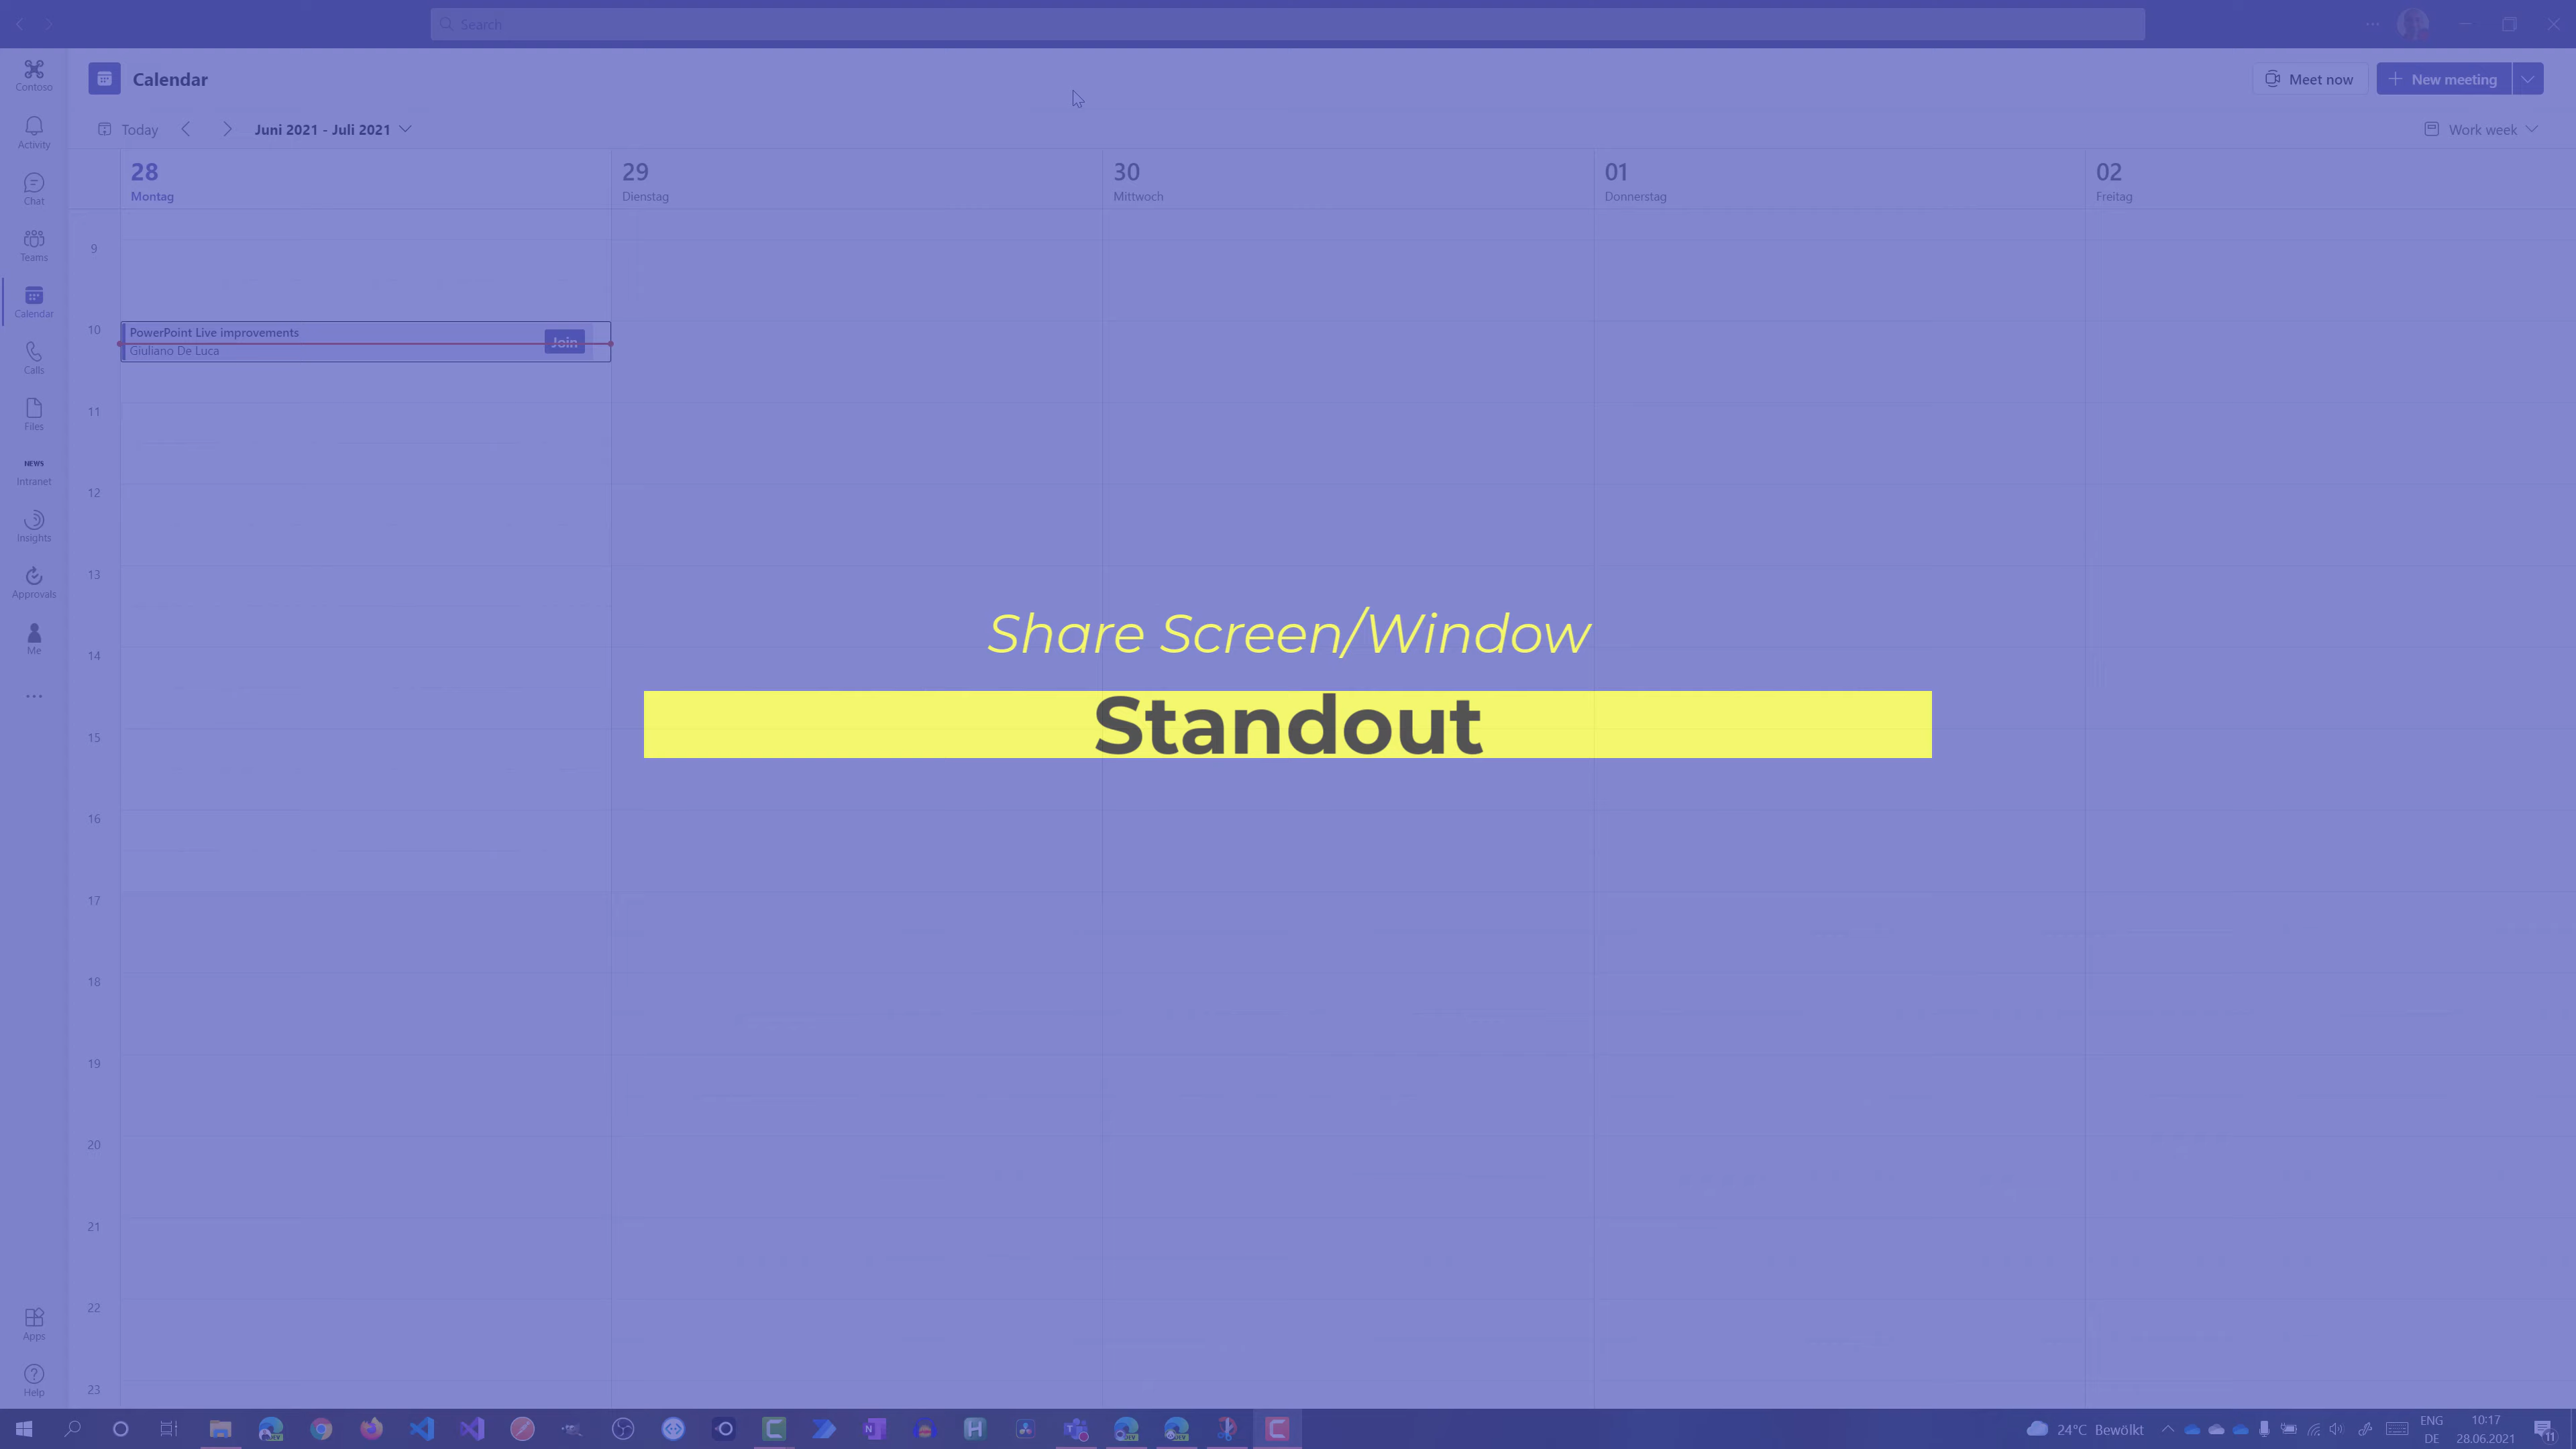 Search
Calendar
Meet now
New meeting
Today
Juni 2021 - Juli 2021
Work week
28
Montag
29
Dienstag
30
Mittwoch
01
Donnerstag
02
Freitag
Contoso
Activity
Chat
Teams
Calendar
Calls
Files
NEWS
Intranet
Insights
Approvals
Me
Apps
Help
9
10
11
12
13
14
15
16
17
18
19
20
21
22
23
PowerPoint Live improvements
Giuliano De Luca
Join
Share Screen/Window
Standout
24°C Bewölkt
ENG
DE
10:17
28.06.2021
11